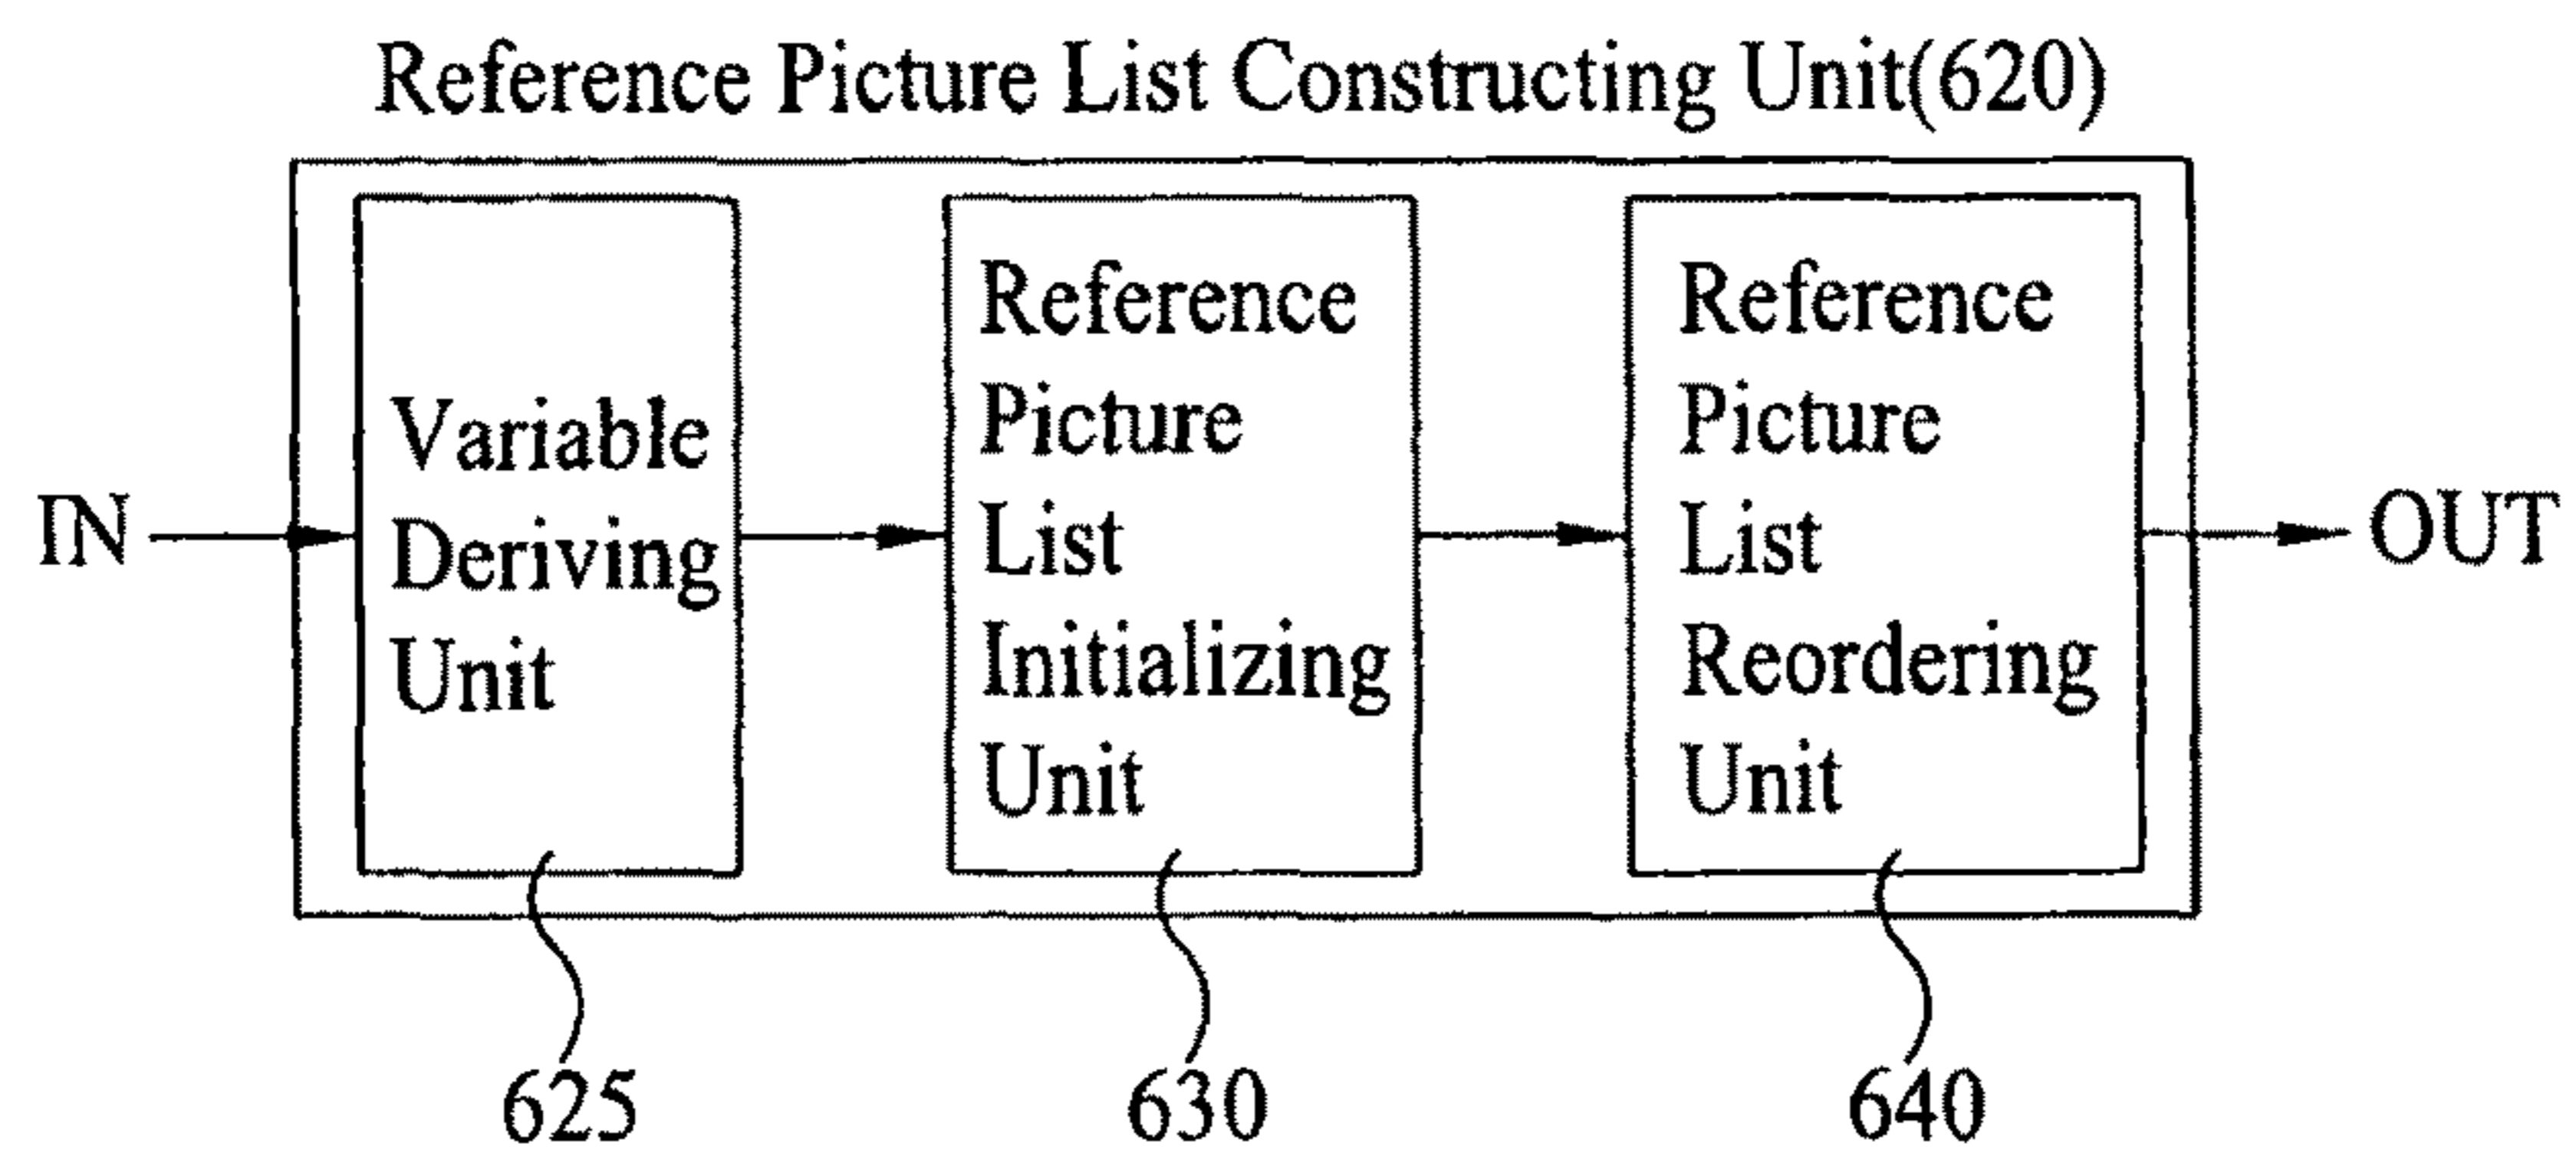 Reference Picture List Constructing Unit(620)
IN
Variable
Deriving
Unit
Reference
Picture
List
Initializing
Unit
Reference
Picture
List
Reordering
Unit
OUT
625
630
640